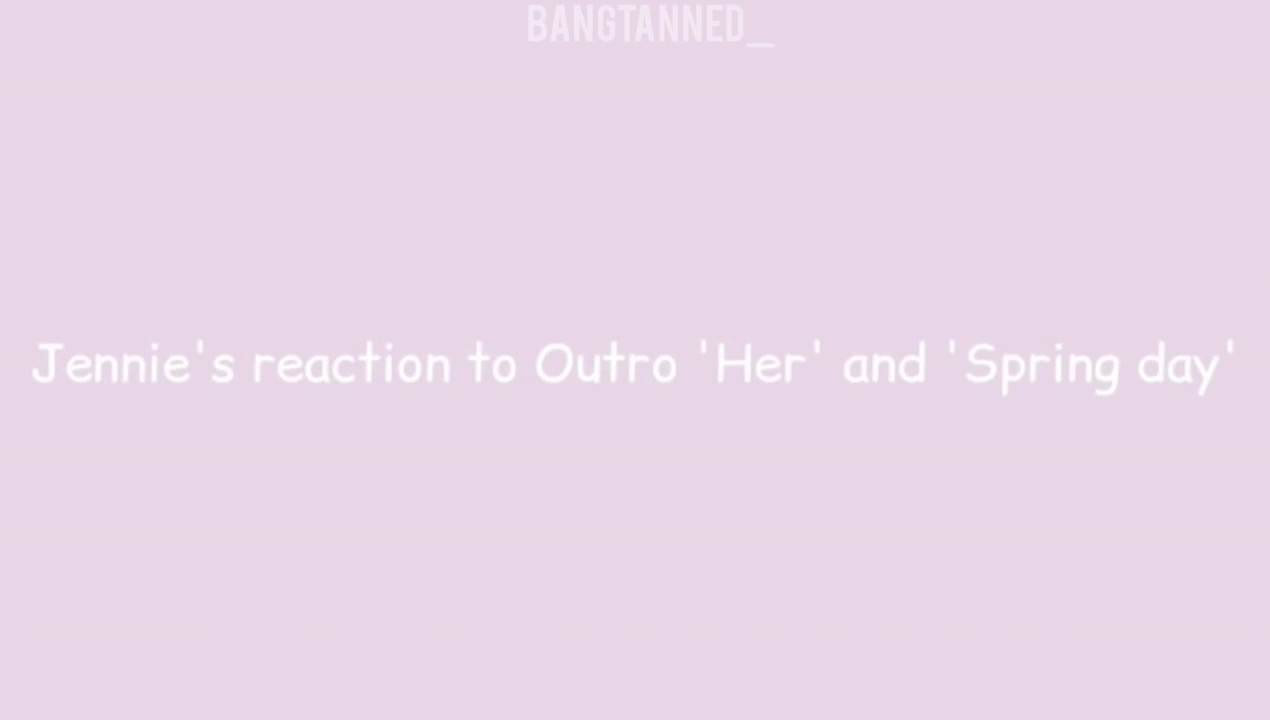 BANGTANNED_
Jennie's reaction to Outro 'Her' and 'Spring day'